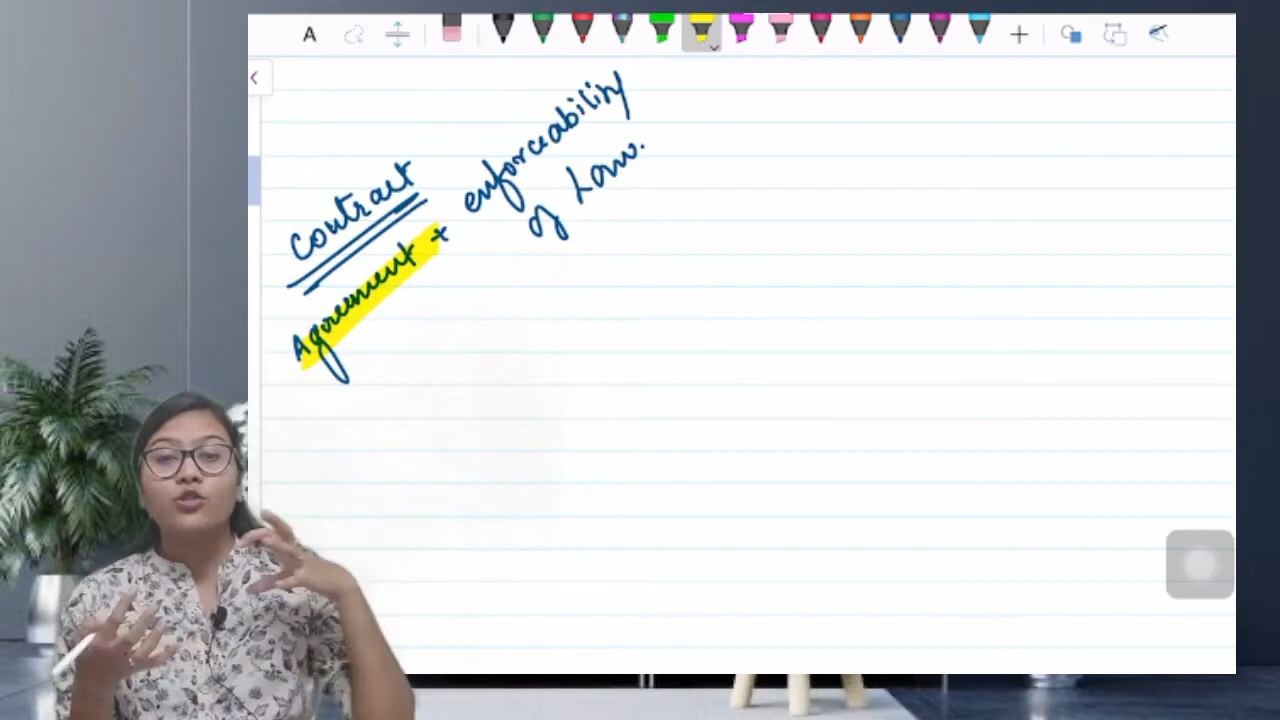 A
contract
Agreement + enforceability
of Law.